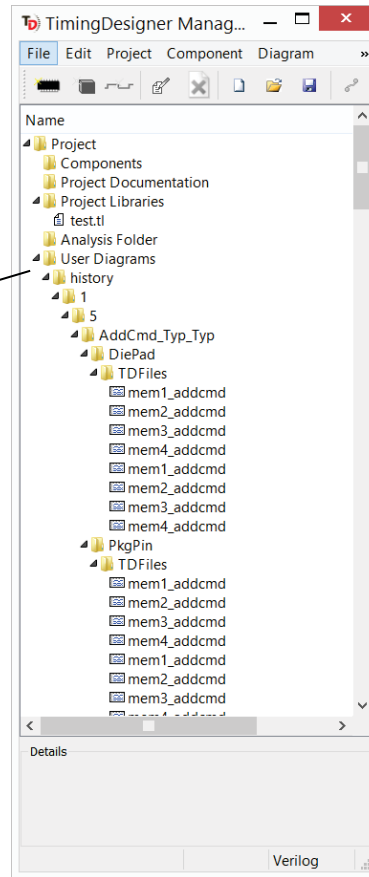 TD TimingDesigner Manag...
File Edit Project Component Diagram »
Name
Project
Components
Project Documentation
Project Libraries
test.tl
Analysis Folder
User Diagrams
history
1
5
AddCmd_Typ_Typ
DiePad
TDFiles
mem1_addcmd
mem2_addcmd
mem3_addcmd
mem4_addcmd
mem1_addcmd
mem2_addcmd
mem3_addcmd
mem4_addcmd
PkgPin
TDFiles
mem1_addcmd
mem2_addcmd
mem3_addcmd
mem4_addcmd
mem1_addcmd
mem2_addcmd
mem3_addcmd
Details
Verilog